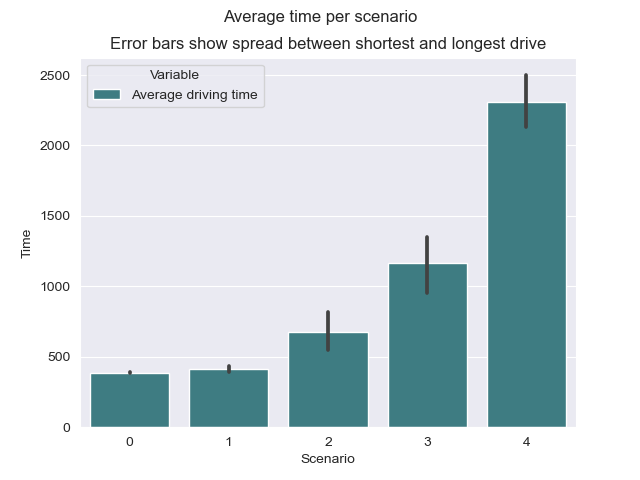 Average time per scenario
Error bars show spread between shortest and longest drive
Variable
Average driving time
2500
2000
1500
1000
500
0
Time
0 1 2 3 4
Scenario